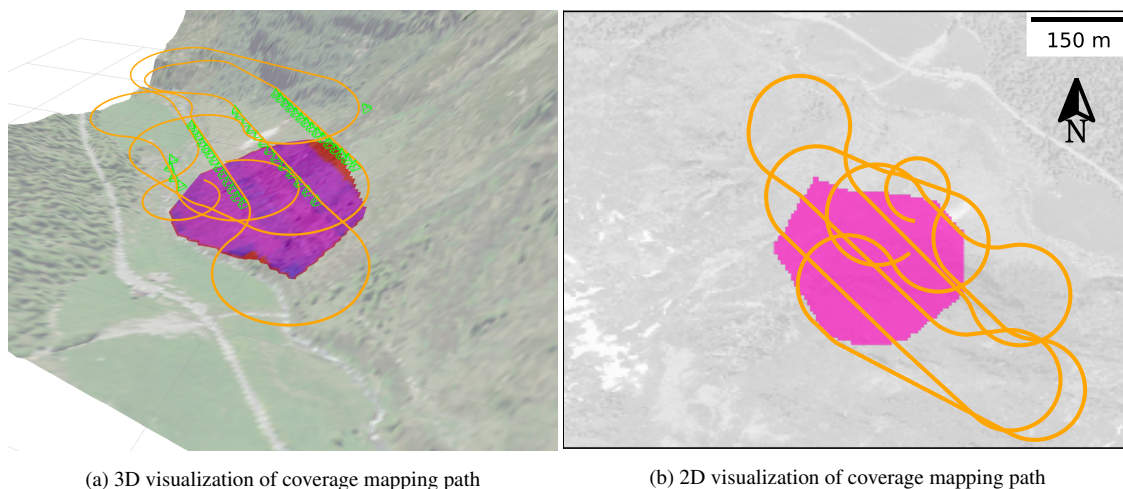 150 m
N
(a) 3D visualization of coverage mapping path
(b) 2D visualization of coverage mapping path